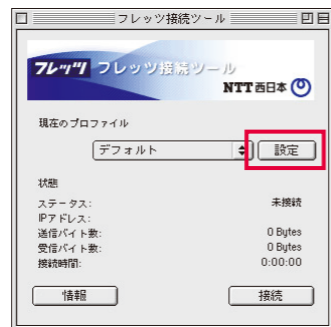 フレッツ接続ツール
フレッツ フレッツ接続ツール
NTT西日本
現在のプロファイル
デフォルト 設定
状態
ステータス: 未接続
IPアドレス:
送信バイト数: 0 Bytes
受信バイト数: 0 Bytes
接続時間: 0:00:00
情報 接続